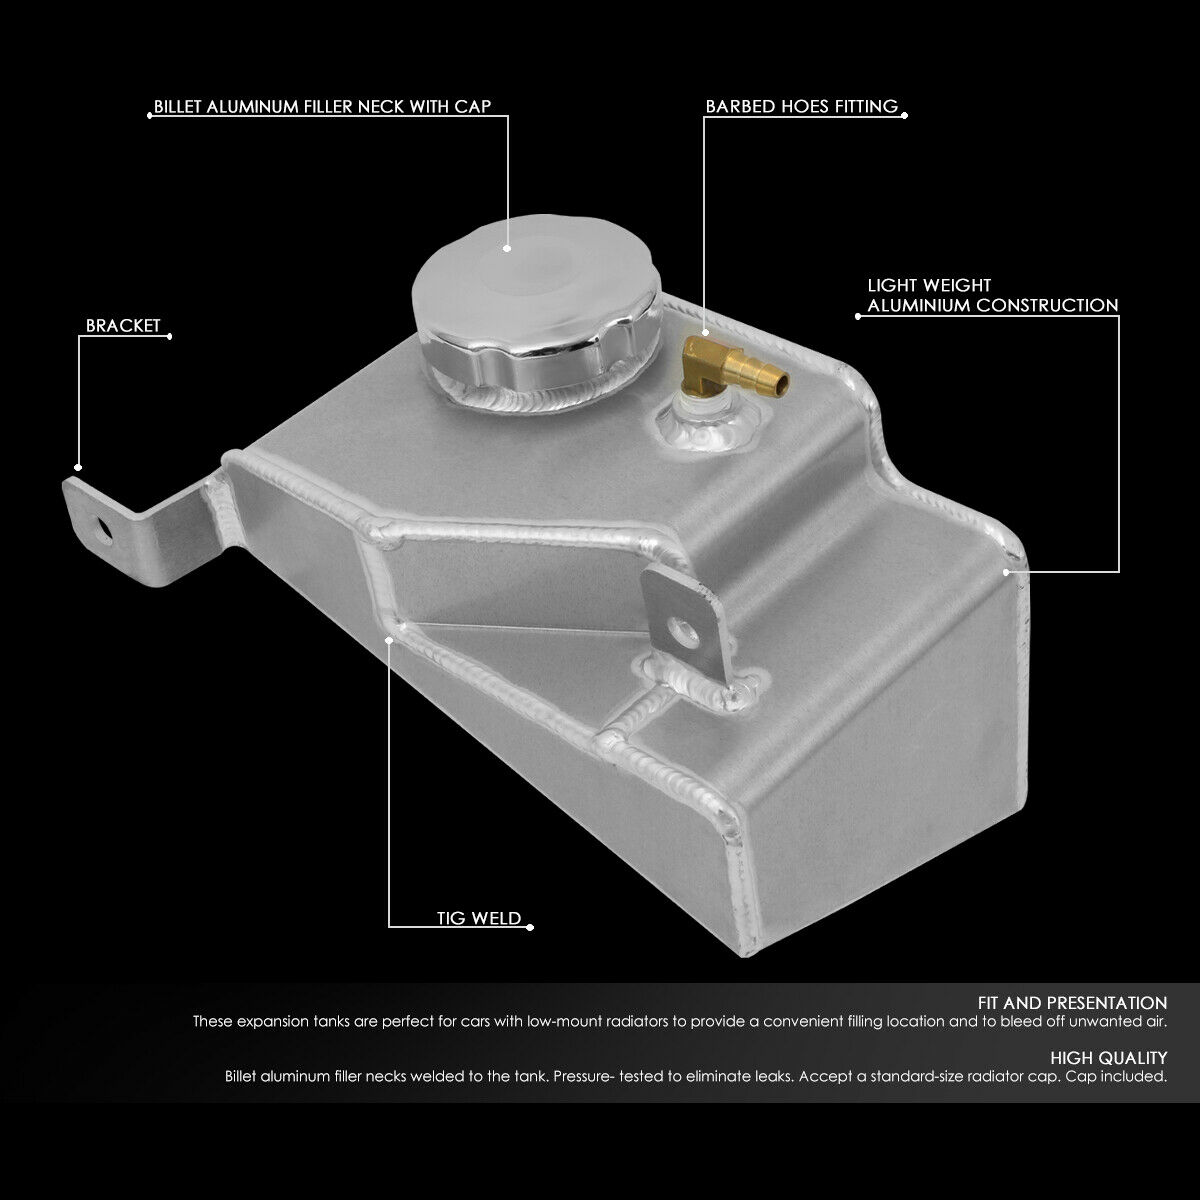 BILLET ALUMINUM FILLER NECK WITH CAP
BARBED HOES FITTING
LIGHT WEIGHT
ALUMINIUM CONSTRUCTION
BRACKET
TIG WELD
FIT AND PRESENTATION
These expansion tanks are perfect for cars with low-mount radiators to provide a convenient filling location and to bleed off unwanted air.
HIGH QUALITY
Billet aluminum filler necks welded to the tank. Pressure- tested to eliminate leaks. Accept a standard-size radiator cap. Cap included.